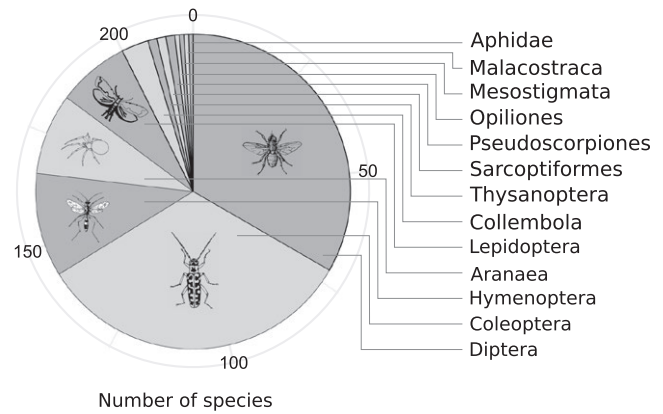 0
200
50
150
100
Aphidae
Malacostraca
Mesostigmata
Opiliones
Pseudoscorpiones
Sarcoptiformes
Thysanoptera
Collembola
Lepidoptera
Aranaea
Hymenoptera
Coleoptera
Diptera
Number of species